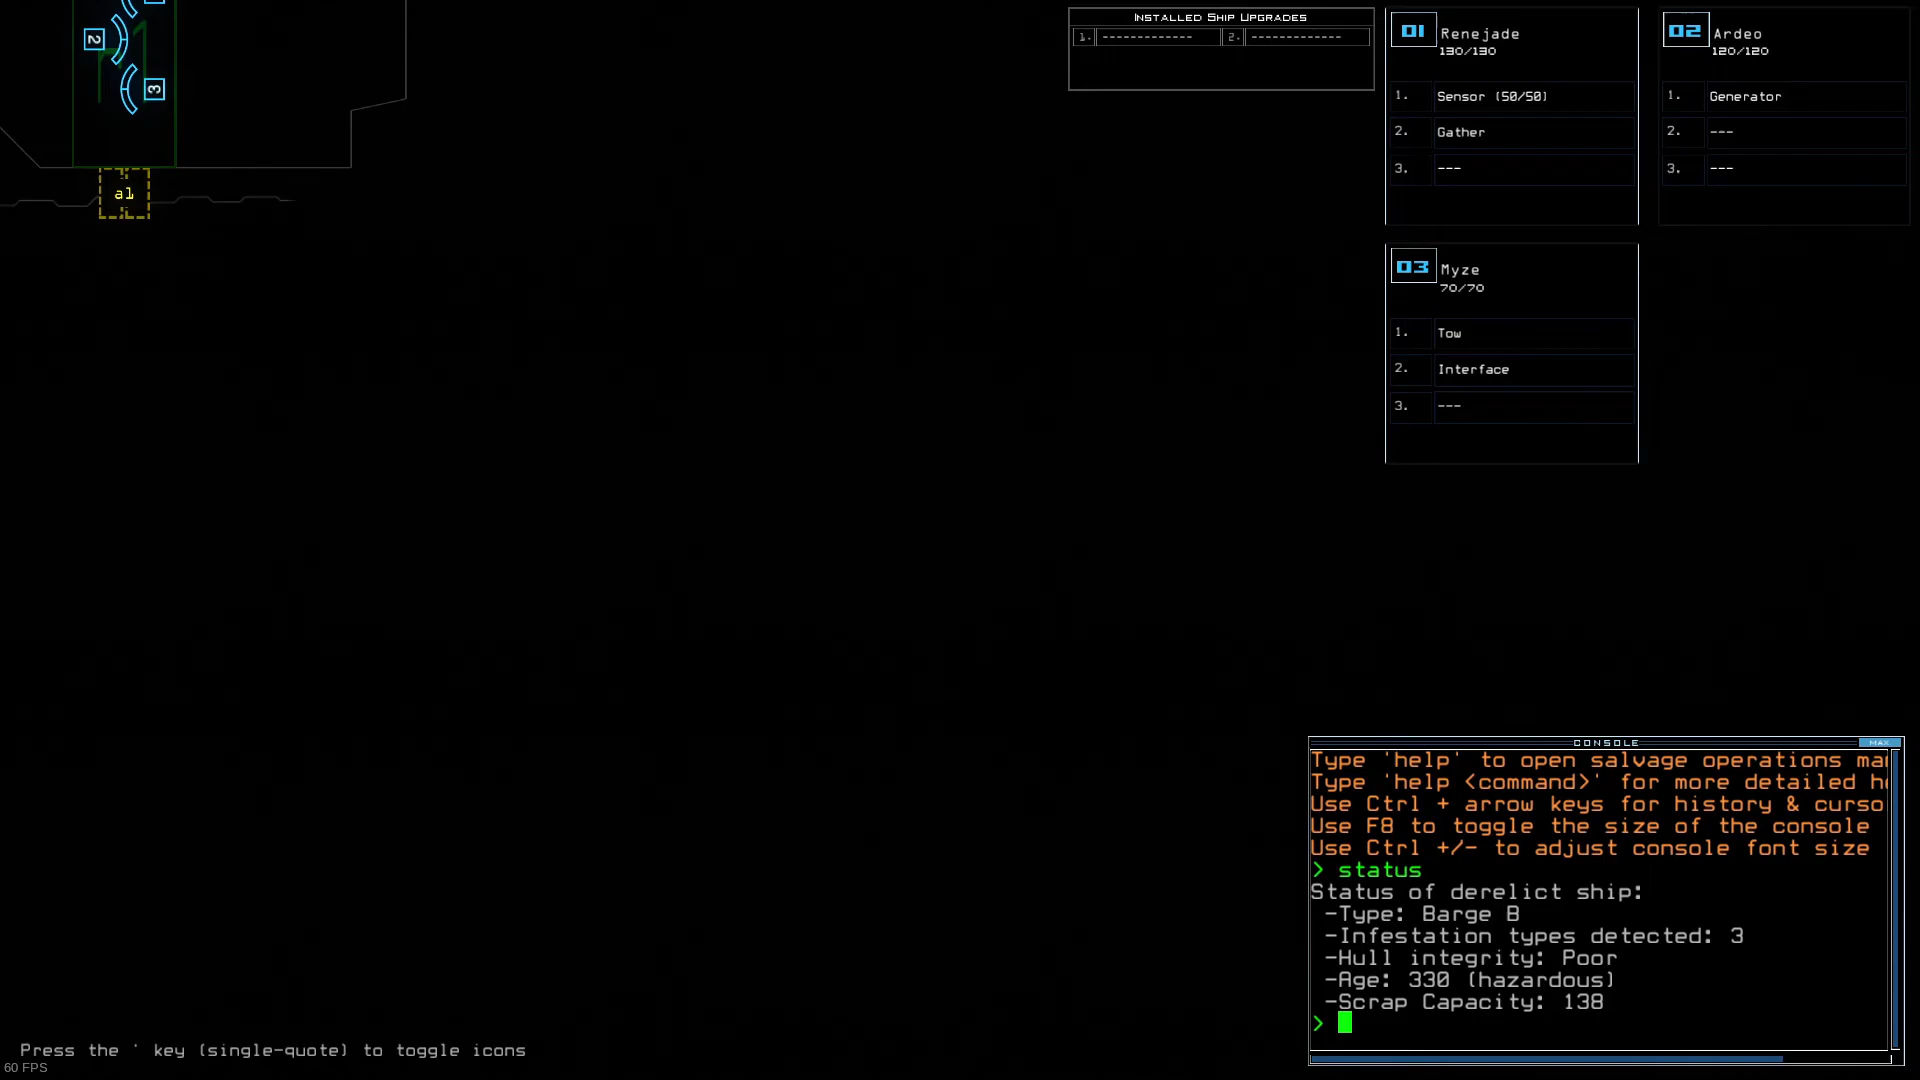 2
3
a1
Installed Ship Upgrades
1. ------------- 2. -------------
01 Renejade
130/130
1. Sensor (50/50)
2. Gather
3. ---
02 Ardeo
120/120
1. Generator
2. ---
3. ---
03 Myze
70/70
1. Tow
2. Interface
3. ---
CONSOLE
MAX
Type 'help' to open salvage operations ma
Type 'help <command>' for more detailed h
Use Ctrl + arrow keys for history & curso
Use F8 to toggle the size of the console
Use Ctrl +/- to adjust console font size
> status
Status of derelict ship:
-Type: Barge B
-Infestation types detected: 3
-Hull integrity: Poor
-Age: 330 (hazardous)
-Scrap Capacity: 138
>
Press the ' key (single-quote) to toggle icons
60 FPS